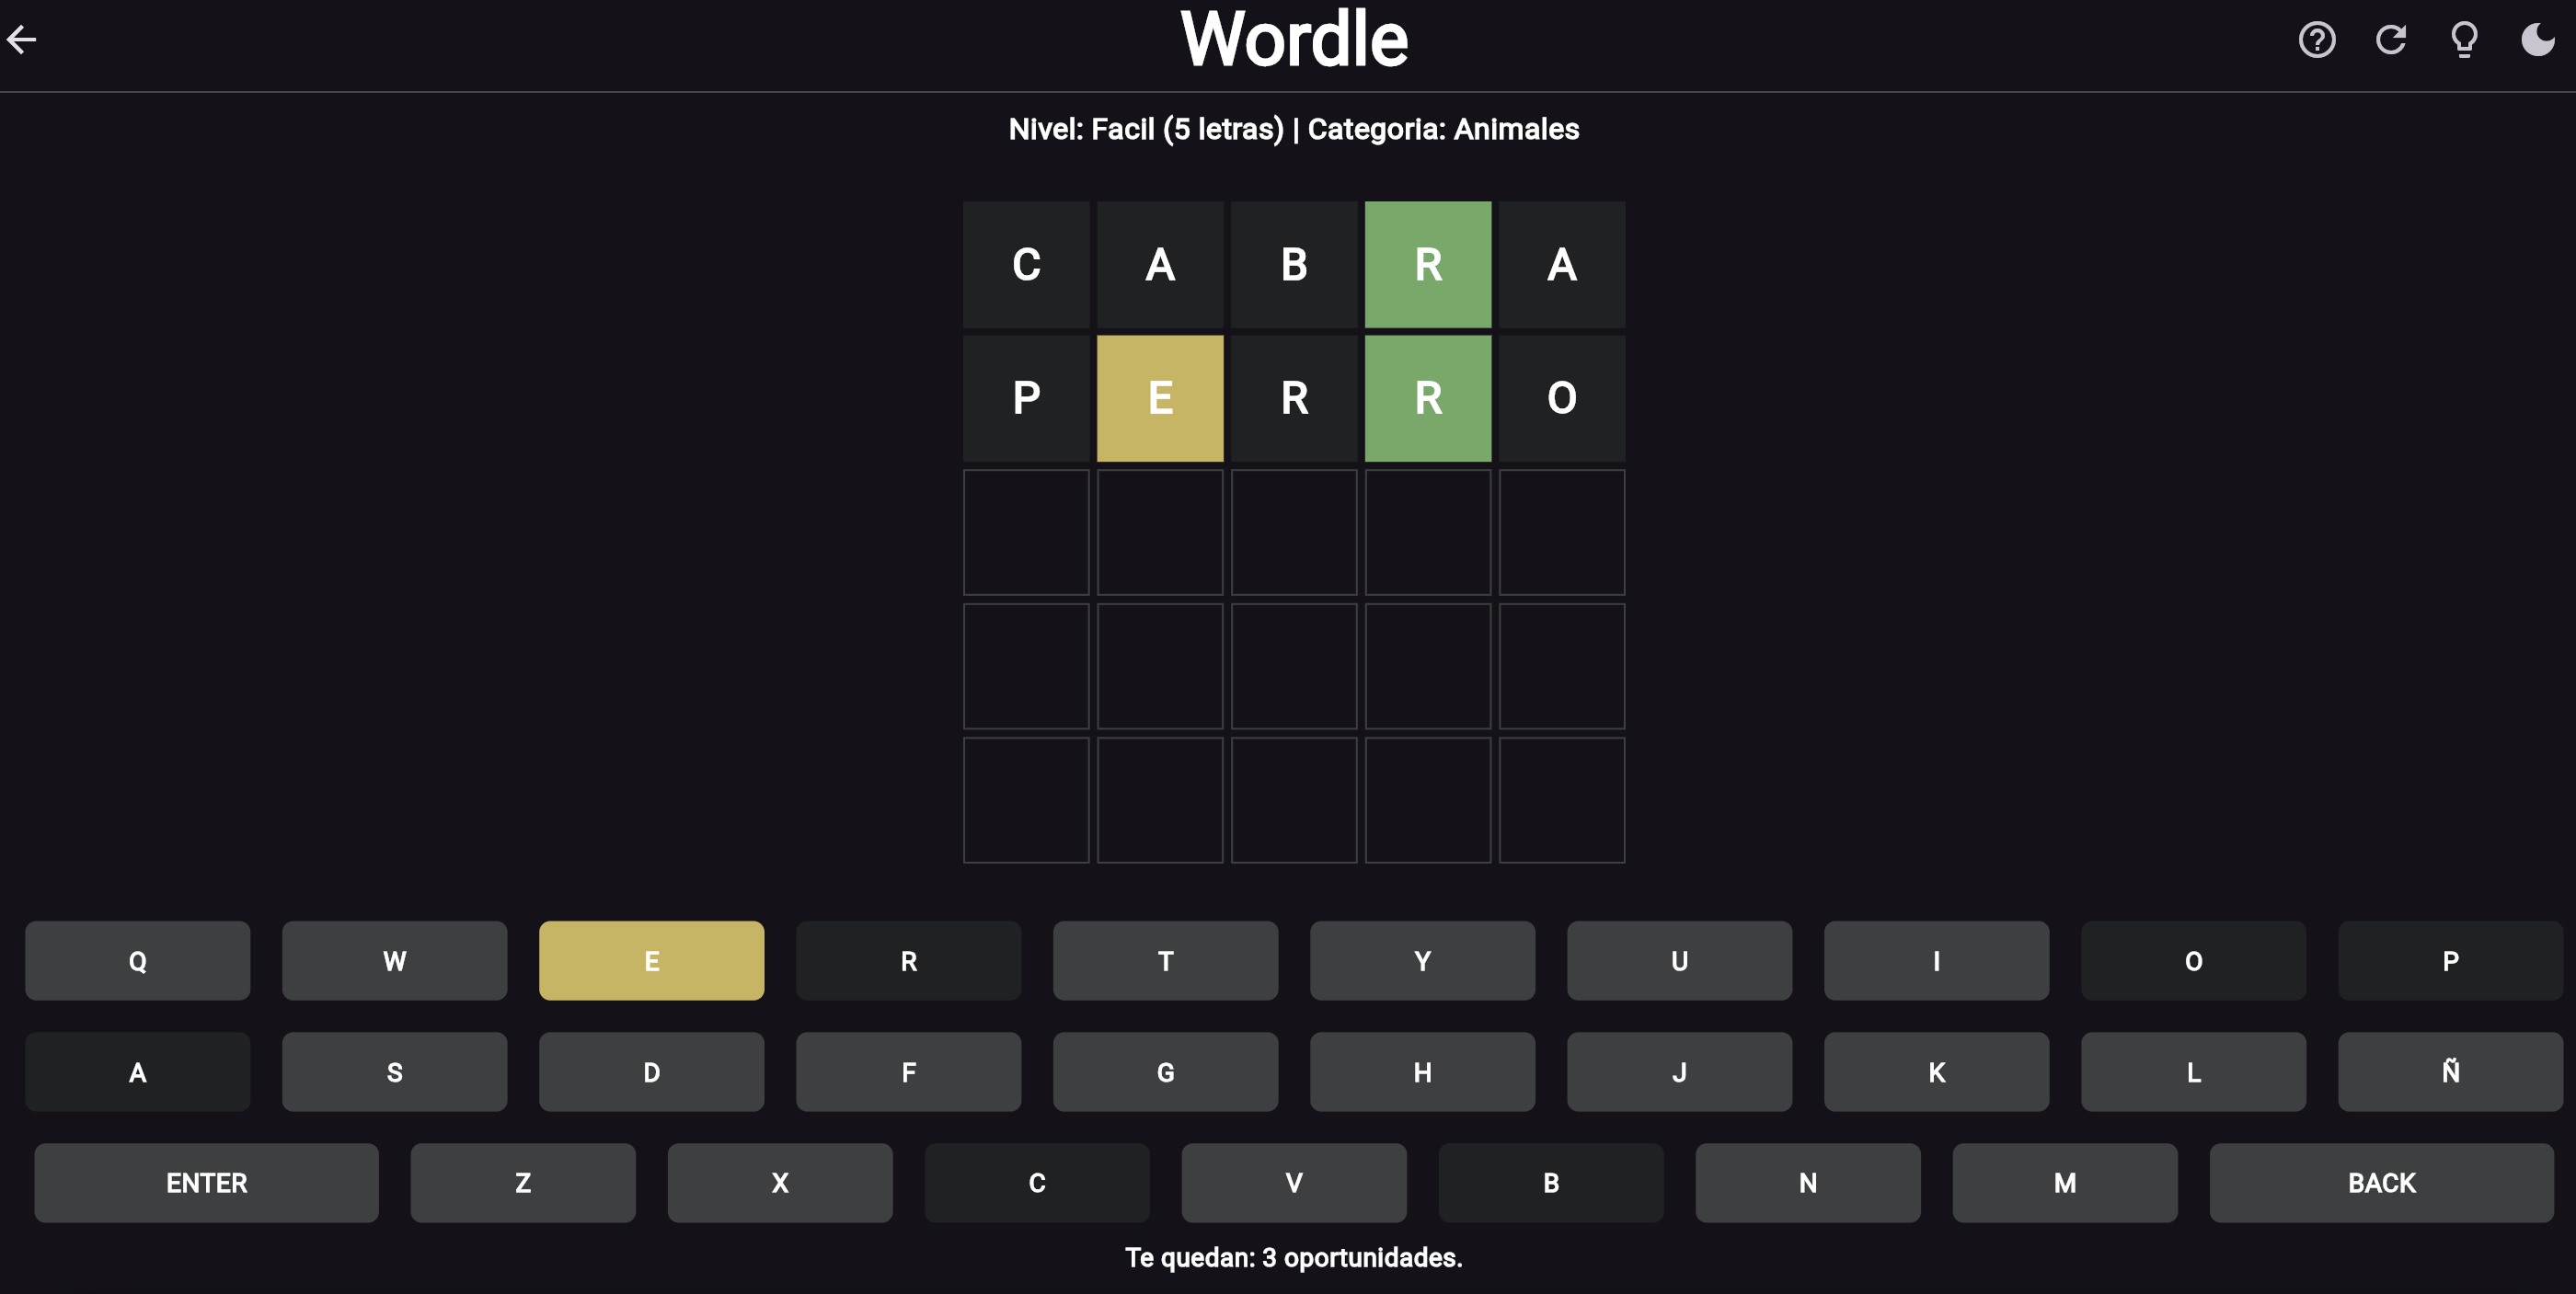 Wordle
Nivel: Facil (5 letras) | Categoria: Animales
C A B R A
P E R R O
Q W E R T Y U I O P
A S D F G H J K L Ñ
ENTER Z X C V B N M BACK
Te quedan: 3 oportunidades.